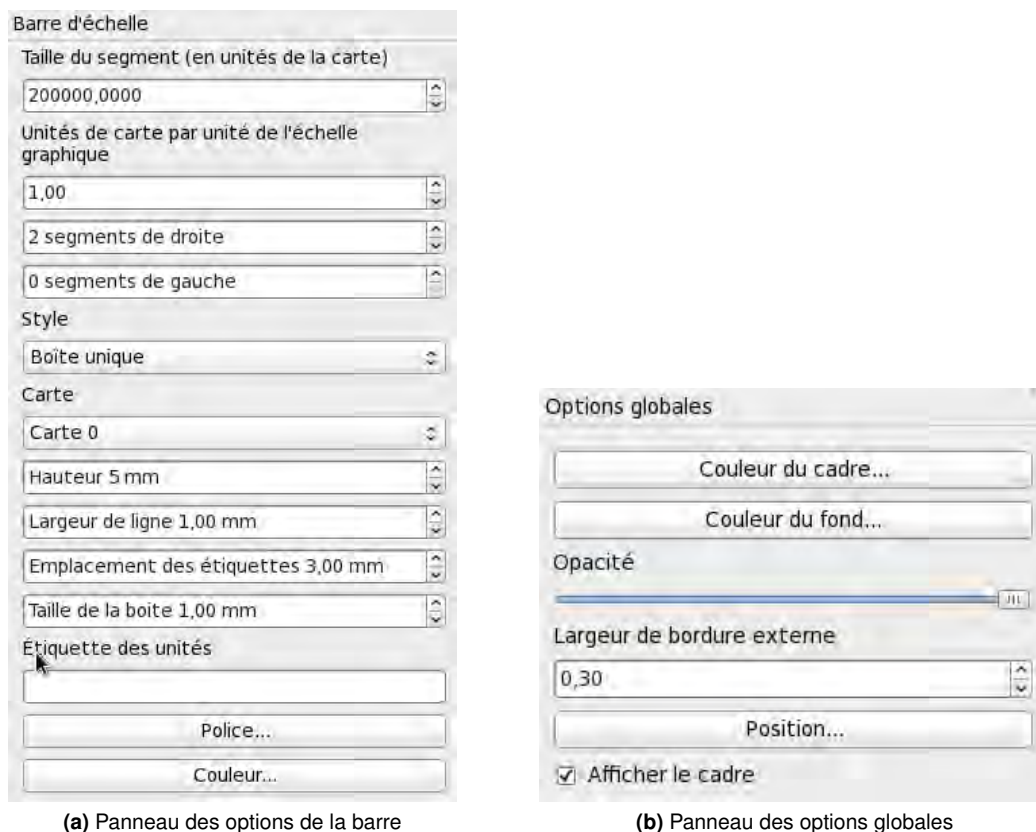 Barre d'échelle
Taille du segment (en unités de la carte)
200000,0000
Unités de carte par unité de l'échelle
graphique
1,00
2 segments de droite
0 segments de gauche
Style
Boîte unique
Carte
Carte 0
Hauteur 5 mm
Largeur de ligne 1,00 mm
Emplacement des étiquettes 3,00 mm
Taille de la boite 1,00 mm
Étiquette des unités
Police...
Couleur...
(a) Panneau des options de la barre
Options globales
Couleur du cadre...
Couleur du fond...
Opacité
Largeur de bordure externe
0,30
Position...
Afficher le cadre
(b) Panneau des options globales